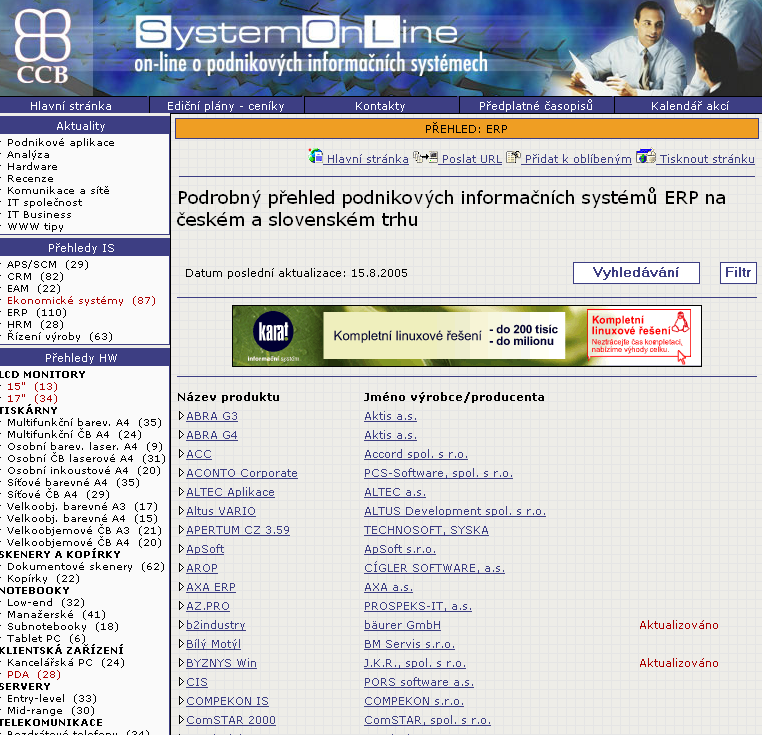 CCB
SystemOnLine
on-line o podnikových informačních systémech
Hlavní stránka
Ediční plány - ceníky
Kontakty
Předplatné časopisů
Kalendář akcí
Aktuality
Podnikové aplikace
Analýza
Hardware
Recenze
Komunikace a sítě
IT společnost
IT Business
WWW tipy
Přehledy IS
APS/SCM (29)
CRM (82)
EAM (22)
Ekonomické systémy (87)
ERP (110)
HRM (28)
Řízení výroby (63)
Přehledy HW
LCD MONITORY
15" (13)
17" (34)
TISKÁRNY
Multifunkční barev. A4 (35)
Multifunkční ČB A4 (24)
Osobní barev. laser. A4 (9)
Osobní ČB laserové A4 (31)
Osobní inkoustové A4 (20)
Síťové barevné A4 (35)
Síťové ČB A4 (29)
Velkoobj. barevné A3 (17)
Velkoobj. barevné A4 (15)
Velkoobjemové ČB A3 (21)
Velkoobjemové ČB A4 (20)
SKENERY A KOPÍRKY
Dokumentové skenery (62)
Kopírky (22)
NOTEBOOKY
Low-end (32)
Manažerské (41)
Subnotebooky (18)
Tablet PC (6)
KLIENTSKÁ ZAŘÍZENÍ
Kancelářská PC (24)
PDA (28)
SERVERY
Entry-level (33)
Mid-range (30)
TELEKOMUNIKACE
Bezdrátové telefony (34)
PŘEHLED: ERP
Hlavní stránka Poslat URL Přidat k oblíbeným Tisknout stránku
Podrobný přehled podnikových informačních systémů ERP na
českém a slovenském trhu
Datum poslední aktualizace: 15.8.2005
Vyhledávání
Filtr
karat
informační systém.
Kompletní linuxové řešení
- do 200 tisíc
- do milionu
Kompletní
linuxové řešení
Neztrácejte čas kompletací,
nabízíme výhody celku.
Název produktu Jméno výrobce/producenta
ABRA G3 Aktis a.s.
ABRA G4 Aktis a.s.
ACC Accord spol. s r.o.
ACONTO Corporate PCS-Software, spol. s r.o.
ALTEC Aplikace ALTEC a.s.
Altus VARIO ALTUS Development spol. s r.o.
APERTUM CZ 3.59 TECHNOSOFT, SYSKA
ApSoft ApSoft s.r.o.
AROP CÍGLER SOFTWARE, a.s.
AXA ERP AXA a.s.
AZ.PRO PROSPEKS-IT, a.s.
b2industry bäurer GmbH Aktualizováno
Bílý Motýl BM Servis s.r.o.
BYZNYS Win J.K.R., spol. s r.o. Aktualizováno
CIS PORS software a.s.
COMPEKON IS COMPEKON s.r.o.
ComSTAR 2000 ComSTAR, spol. s r.o.